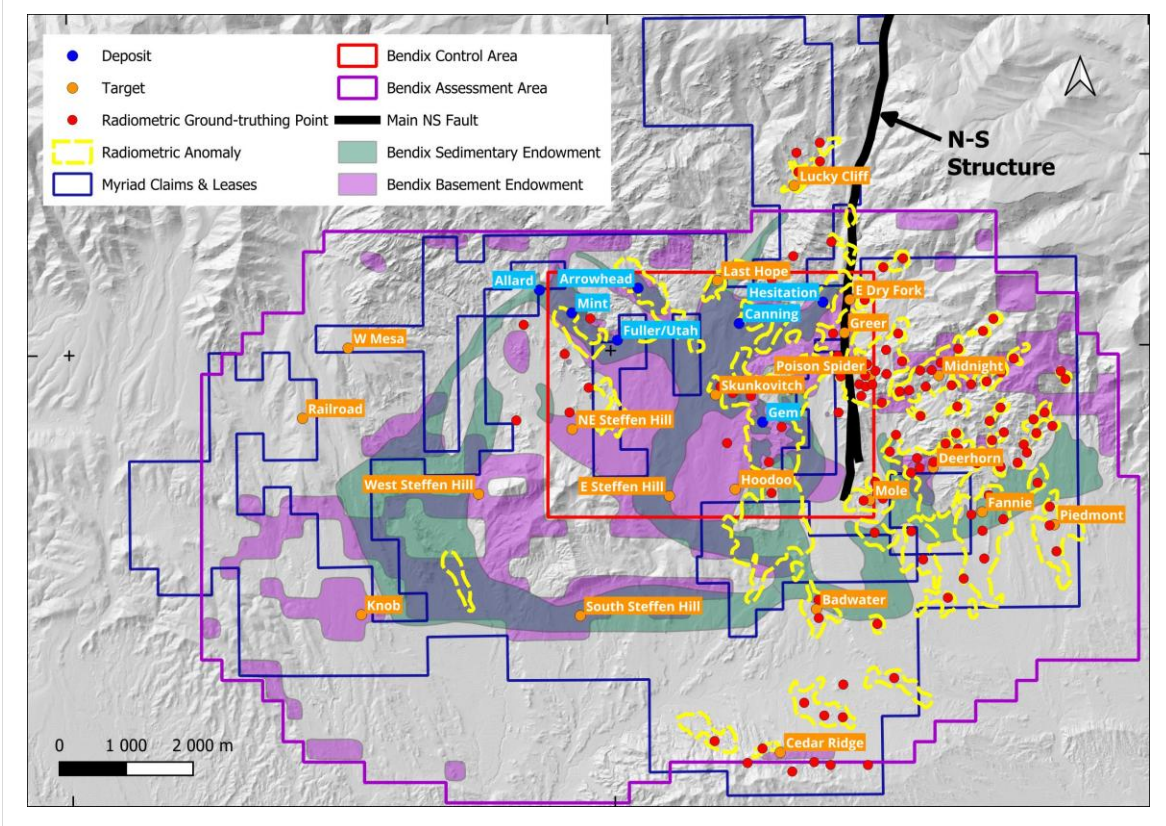 Deposit
Target
Radiometric Ground-truthing Point
Radiometric Anomaly
Myriad Claims & Leases
Bendix Control Area
Bendix Assessment Area
Main NS Fault
Bendix Sedimentary Endowment
Bendix Basement Endowment
N-S
Structure
Lucky Cliff
Allard
Arrowhead
Last Hope
Mint
Hesitation
E Dry Fork
Canning
Fuller/Utah
Greer
W Mesa
Poison Spider
Midnight
Skunkovitch
Railroad
Gem
NE Steffen Hill
Deerhorn
West Steffen Hill
E Steffen Hill
Hoodoo
Mole
Fannie
Piedmont
Knob
South Steffen Hill
Badwater
Cedar Ridge
0 1 000 2 000 m